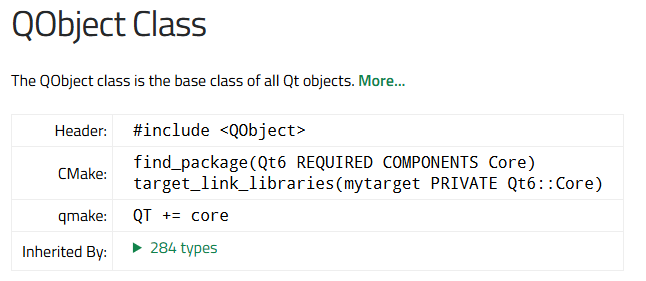 QObject Class
The QObject class is the base class of all Qt objects. More...
Header: #include <QObject>
CMake: find_package(Qt6 REQUIRED COMPONENTS Core)
target_link_libraries(mytarget PRIVATE Qt6::Core)
qmake: QT += core
Inherited By: ▶ 284 types